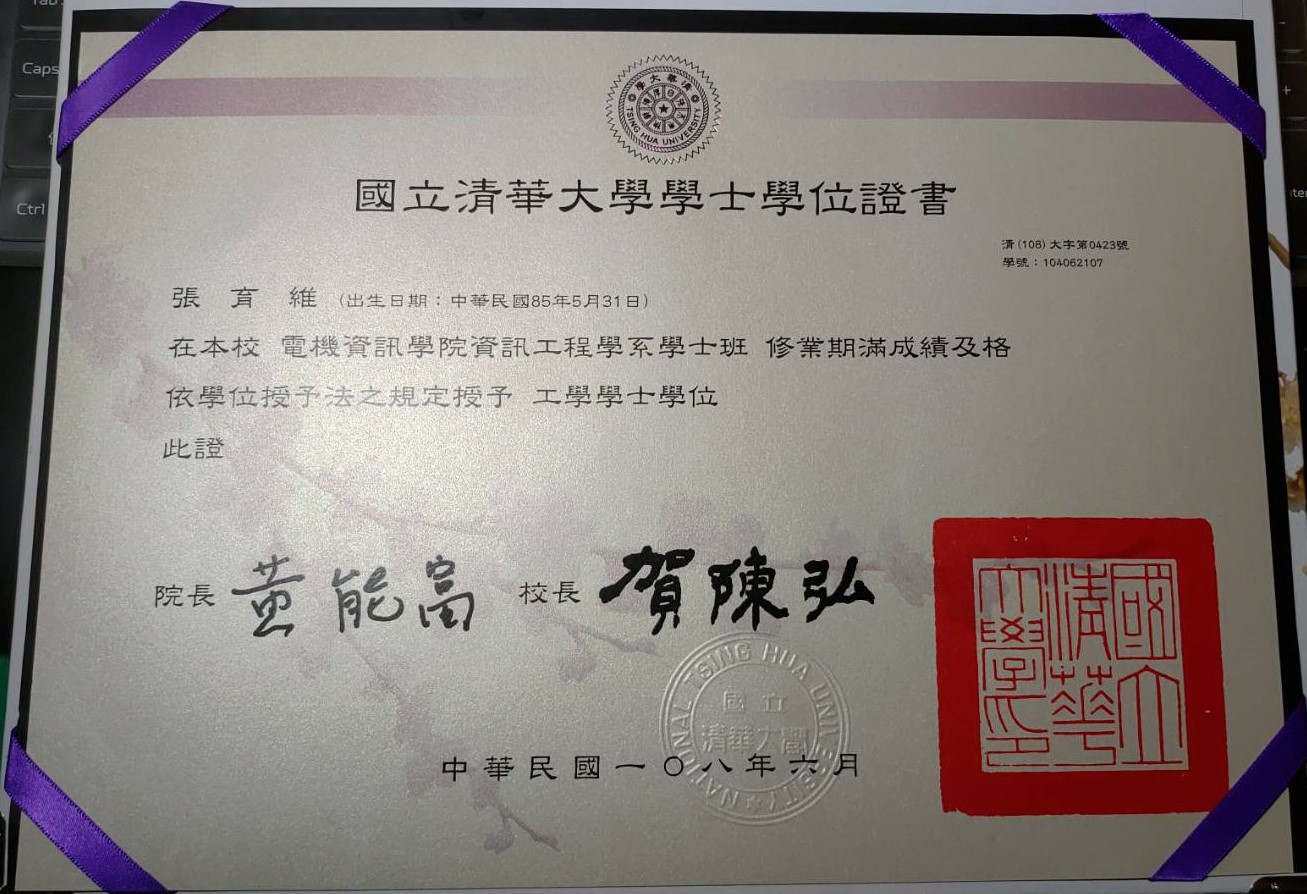 Tab
Caps
Ctrl
清華大學
TSING HUA UNIVERSITY
國立清華大學學士學位證書
清(108)大字第0423號
學號：104062107
張育維 (出生日期：中華民國85年5月31日)
在本校 電機資訊學院資訊工程學系學士班 修業期滿成績及格
依學位授予法之規定授予 工學學士學位
此證
院長 黃能富 校長 賀陳弘
國立清華大學印
NATIONAL TSING HUA UNIVERSITY
國立
清華大學
中華民國一〇八年六月